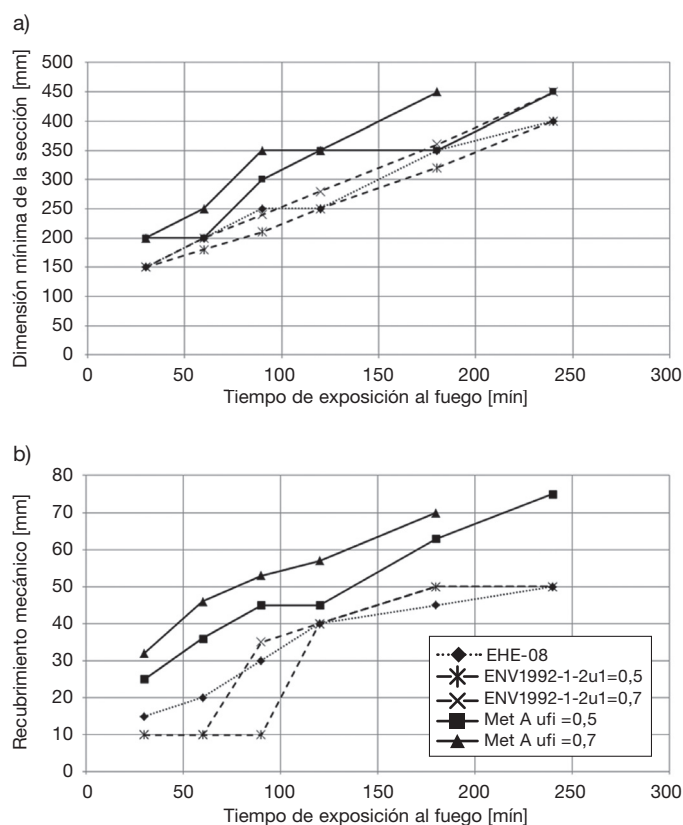 a)
Dimensión mínima de la sección [mm]
500
450
400
350
300
250
200
150
100
50
0
0 50 100 150 200 250 300
Tiempo de exposición al fuego [mín]
b)
Recubrimiento mecánico [mm]
80
70
60
50
40
30
20
10
0
EHE-08
ENV1992-1-2u1=0,5
ENV1992-1-2u1=0,7
Met A ufi =0,5
Met A ufi =0,7
0 50 100 150 200 250 300
Tiempo de exposición al fuego [mín]